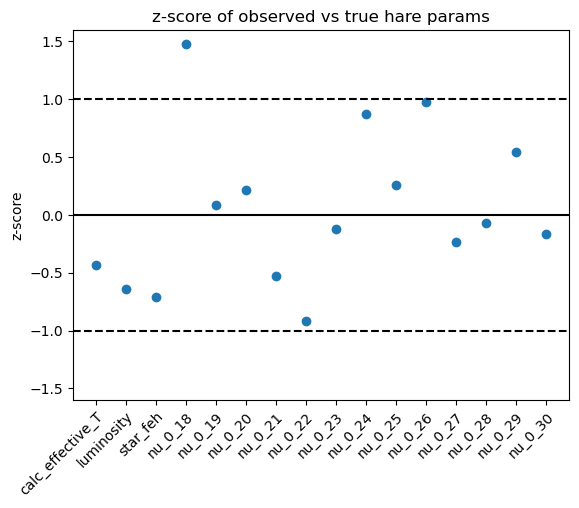 z-score of observed vs true hare params
z-score
1.5
1.0
0.5
0.0
−0.5
−1.0
−1.5
calc_effective_T
luminosity
star_feh
nu_0_18
nu_0_19
nu_0_20
nu_0_21
nu_0_22
nu_0_23
nu_0_24
nu_0_25
nu_0_26
nu_0_27
nu_0_28
nu_0_29
nu_0_30